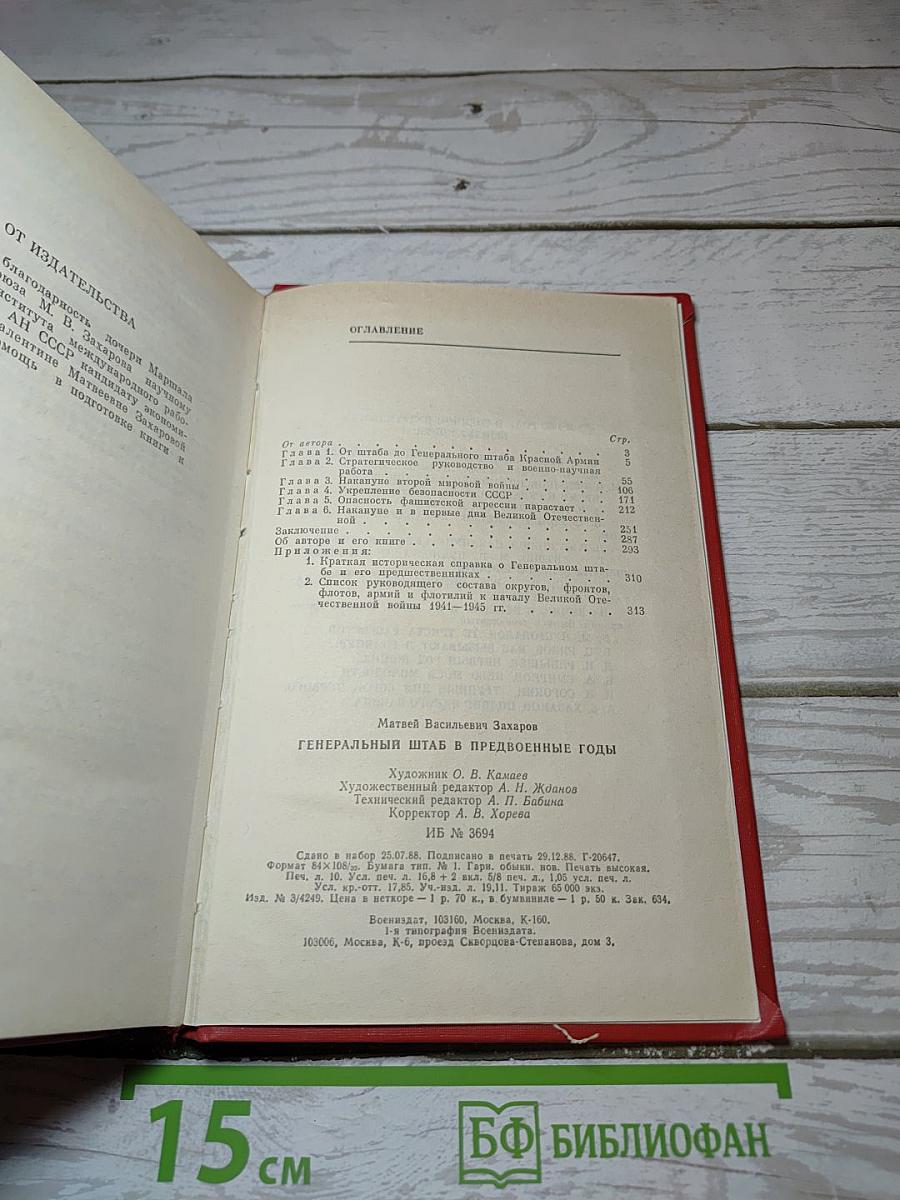 ОТ ИЗДАТЕЛЬСТВА
благодарность дочери Маршала
М. В. Захарова научному
международного рабо-
АН СССР кандидату экономи-
Матвеевне Захаровой
в подготовке книги к
ОГЛАВЛЕНИЕ
Стр.
От автора . . . . . . . . . . . . . . 3
Глава 1. От штаба до Генерального штаба Красной Армии 5
Глава 2. Стратегическое руководство и военно-научная
работа . . . . . . . . . . . . 55
Глава 3. Накануне второй мировой войны . . . . . 106
Глава 4. Укрепление безопасности СССР . . . . . 171
Глава 5. Опасность фашистской агрессии нарастает . . 212
Глава 6. Накануне и в первые дни Великой Отечествен-
ной . . . . . . . . . . . . . 251
Заключение . . . . . . . . . . . . . . 287
Об авторе и его книге . . . . . . . . . . . 293
Приложения:
1. Краткая историческая справка о Генеральном шта-
бе и его предшественниках . . . . . . . 310
2. Список руководящего состава округов, фронтов,
флотов, армий и флотилий к началу Великой Оте-
чественной войны 1941—1945 гг. . . . . . 313
Матвей Васильевич Захаров
ГЕНЕРАЛЬНЫЙ ШТАБ В ПРЕДВОЕННЫЕ ГОДЫ
Художник О. В. Камаев
Художественный редактор А. Н. Жданов
Технический редактор А. П. Бабина
Корректор А. В. Хорева
ИБ № 3694
Сдано в набор 25.07.88. Подписано в печать 29.12.88. Г-20647.
Формат 84×108/32. Бумага тип. № 1. Гарн. обыкн. нов. Печать высокая.
Печ. л. 10. Усл. печ. л. 16,8 + 2 вкл. 5/8 печ. л., 1,05 усл. печ. л.
Усл. кр.-отт. 17,85. Уч.-изд. л. 19,11. Тираж 65 000 экз.
Изд. № 3/4249. Цена в неткоре — 1 р. 70 к., в бумвиниле — 1 р. 50 к. Зак. 634.
Воениздат, 103160, Москва, К-160.
1-я типография Воениздата.
103006, Москва, К-6, проезд Скворцова-Степанова, дом 3.
15 см
БФ БИБЛИОФАН